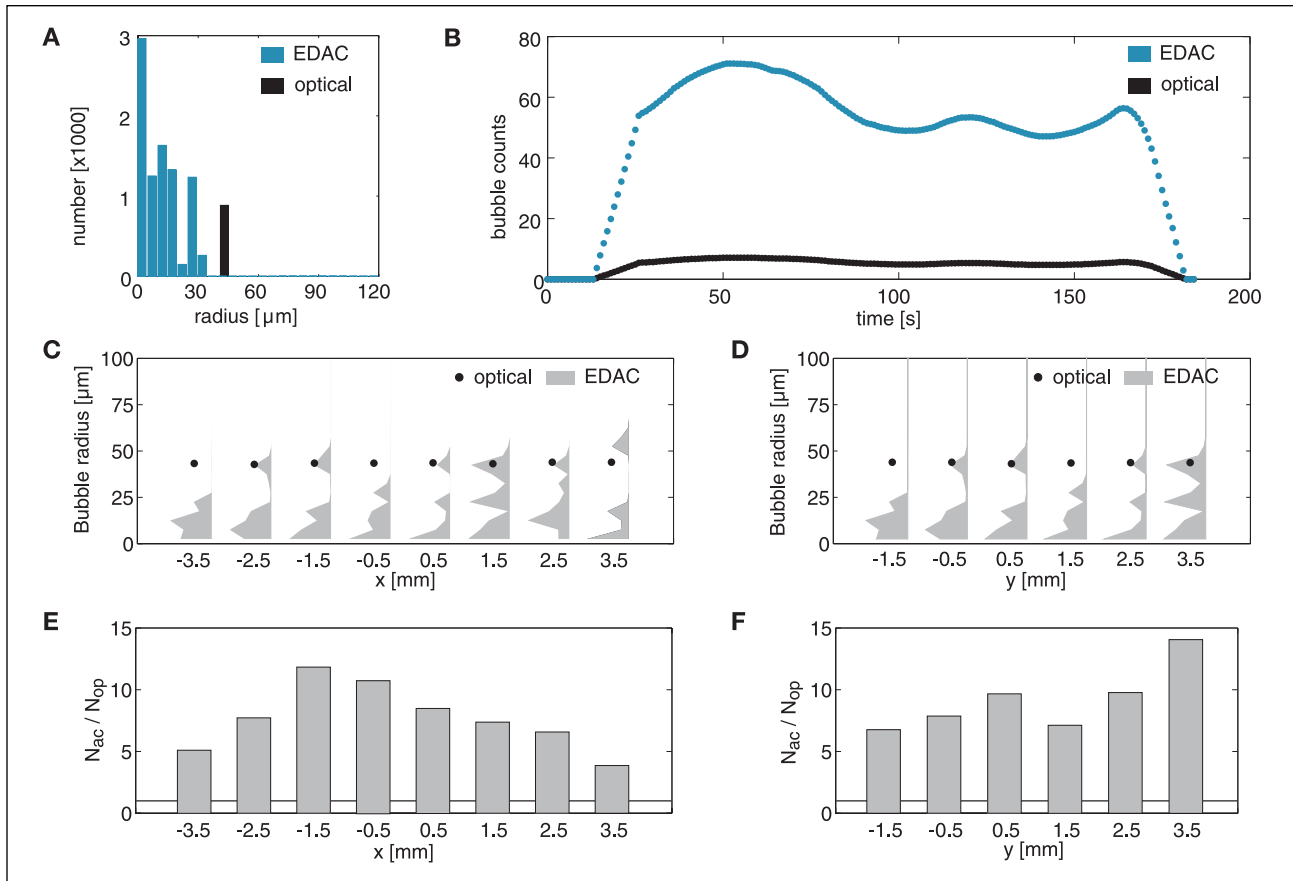 A
3
2
1
0
number [x1000]
EDAC
optical
0 30 60 90 120
radius [µm]
B
80
60
40
20
0
bubble counts
EDAC
optical
0 50 100 150 200
time [s]
C
100
75
50
25
0
Bubble radius [µm]
optical EDAC
-3.5 -2.5 -1.5 -0.5 0.5 1.5 2.5 3.5
x [mm]
D
100
75
50
25
0
Bubble radius [µm]
optical EDAC
-1.5 -0.5 0.5 1.5 2.5 3.5
y [mm]
E
15
10
5
0
Nac / Nop
-3.5 -2.5 -1.5 -0.5 0.5 1.5 2.5 3.5
x [mm]
F
15
10
5
0
Nac / Nop
-1.5 -0.5 0.5 1.5 2.5 3.5
y [mm]